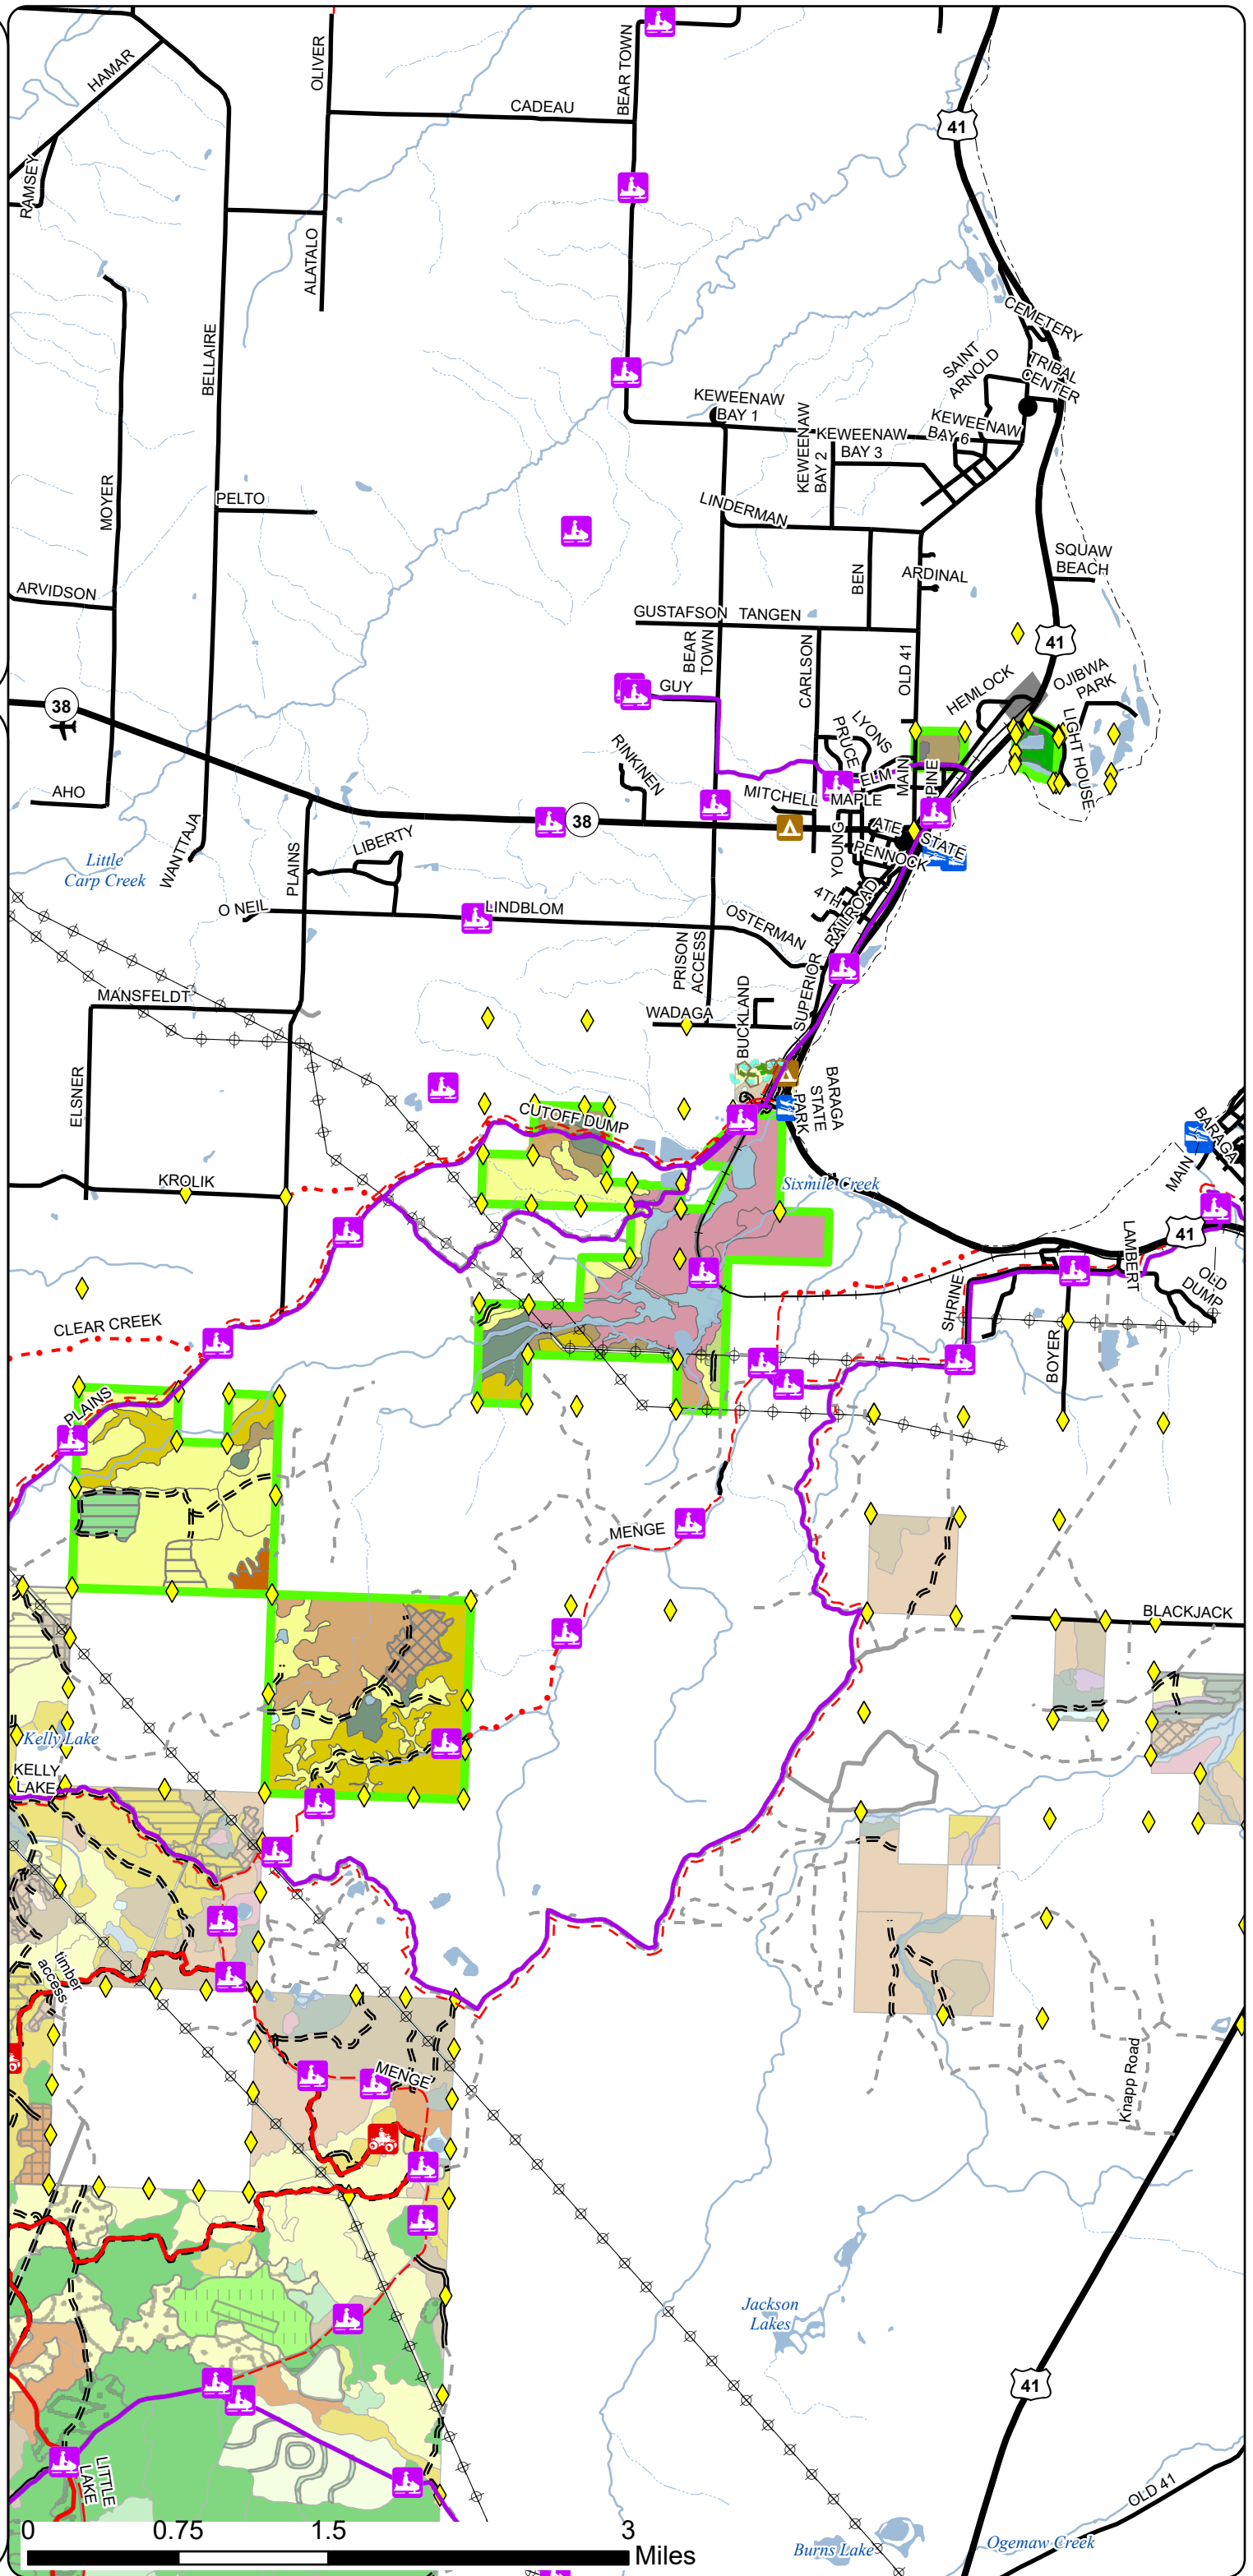 HAMAR
OLIVER
BEAR TOWN
CADEAU
41
RAMSEY
ALATALO
CEMETERY
TRIBAL
CENTER
SAINT
ARNOLD
BELLAIRE
KEWEENAW
BAY 1
KEWEENAW
BAY 6
KEWEENAW
BAY 3
KEWEENAW
BAY 2
MOYER
PELTO
LINDERMAN
SQUAW
BEACH
ARVIDSON
BEN
ARDINAL
GUSTAFSON
TANGEN
41
BEAR
TOWN
CARLSON
OLD 41
GUY
HEMLOCK
OJIBWA
PARK
38
LYONS
PRUCE
LIGHT HOUSE
RINKINEN
ELM
MAIN
PINE
AHO
MITCHELL
MAPLE
38
WANTTAJA
PLAINS
LIBERTY
YOUNG
ATE
STATE
PENNOCK
Little
Carp Creek
O NEIL
LINDBLOM
4TH
RAILROAD
OSTERMAN
PRISON
ACCESS
SUPERIOR
MANSFELDT
WADAGA
BUCKLAND
ELSNER
CUTOFF DUMP
BARAGA
STATE
PARK
BARAGA
MAIN
KROLIK
Sixmile Creek
41
LAMBERT
OLD
DUMP
CLEAR CREEK
SHRINE
BOYER
PLAINS
MENGE
BLACKJACK
Kelly Lake
KELLY
LAKE
timber
access
MENGE
Knapp Road
Jackson
Lakes
41
LITTLE
LAKE
OLD 41
0
0.75
1.5
3
Miles
Burns Lake
Ogemaw Creek